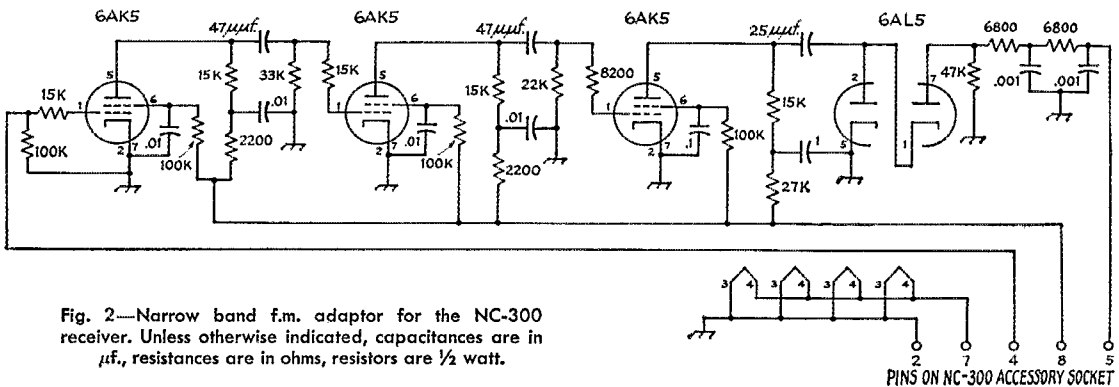 6AK5
6AK5
6AK5
6AL5
47μμf.
47μμf.
25μμf.
6800
6800
5
15K
33K
15K
5
15K
22K
8200
5
15K
2
7
47K
.001
.001
15K
1
6
.01
1
6
.01
1
6
100K
100K
.01
2
7
100K
2200
.01
2
7
100K
2200
.1
2
7
.1
5
1
27K
3
4
3
4
3
4
3
4
Fig. 2—Narrow band f.m. adaptor for the NC-300
receiver. Unless otherwise indicated, capacitances are in
μf., resistances are in ohms, resistors are ½ watt.
2
7
4
8
5
PINS ON NC-300 ACCESSORY SOCKET